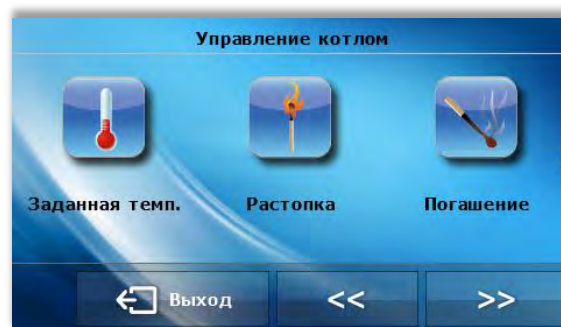 Управление котлом
Заданная темп. Растопка Погашение
Выход << >>